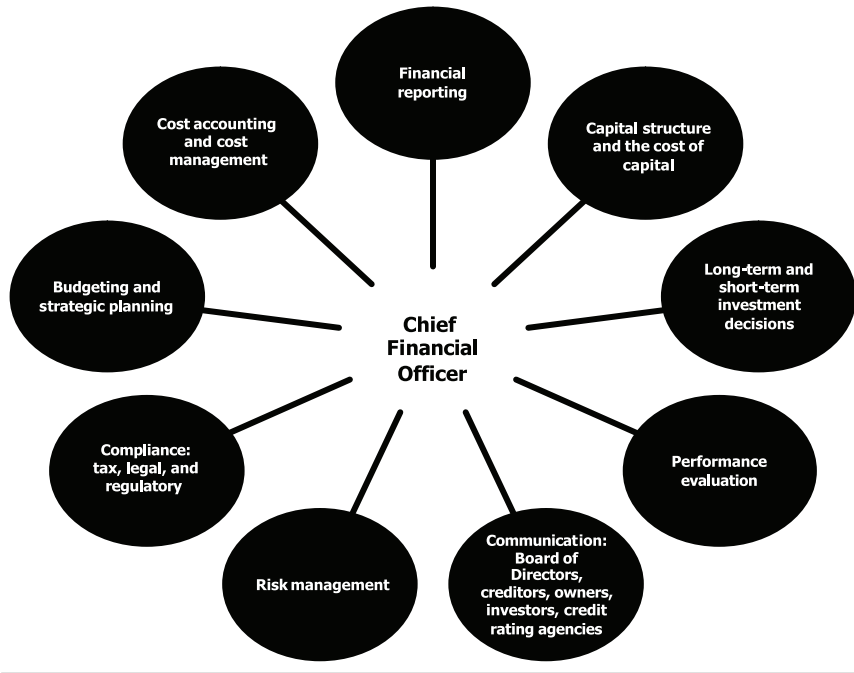 Financial
reporting
Capital structure
and the cost of
capital
Long-term and
short-term
investment
decisions
Performance
evaluation
Communication:
Board of
Directors,
creditors, owners,
investors, credit
rating agencies
Risk management
Compliance:
tax, legal, and
regulatory
Budgeting and
strategic planning
Cost accounting
and cost
management
Chief
Financial
Officer